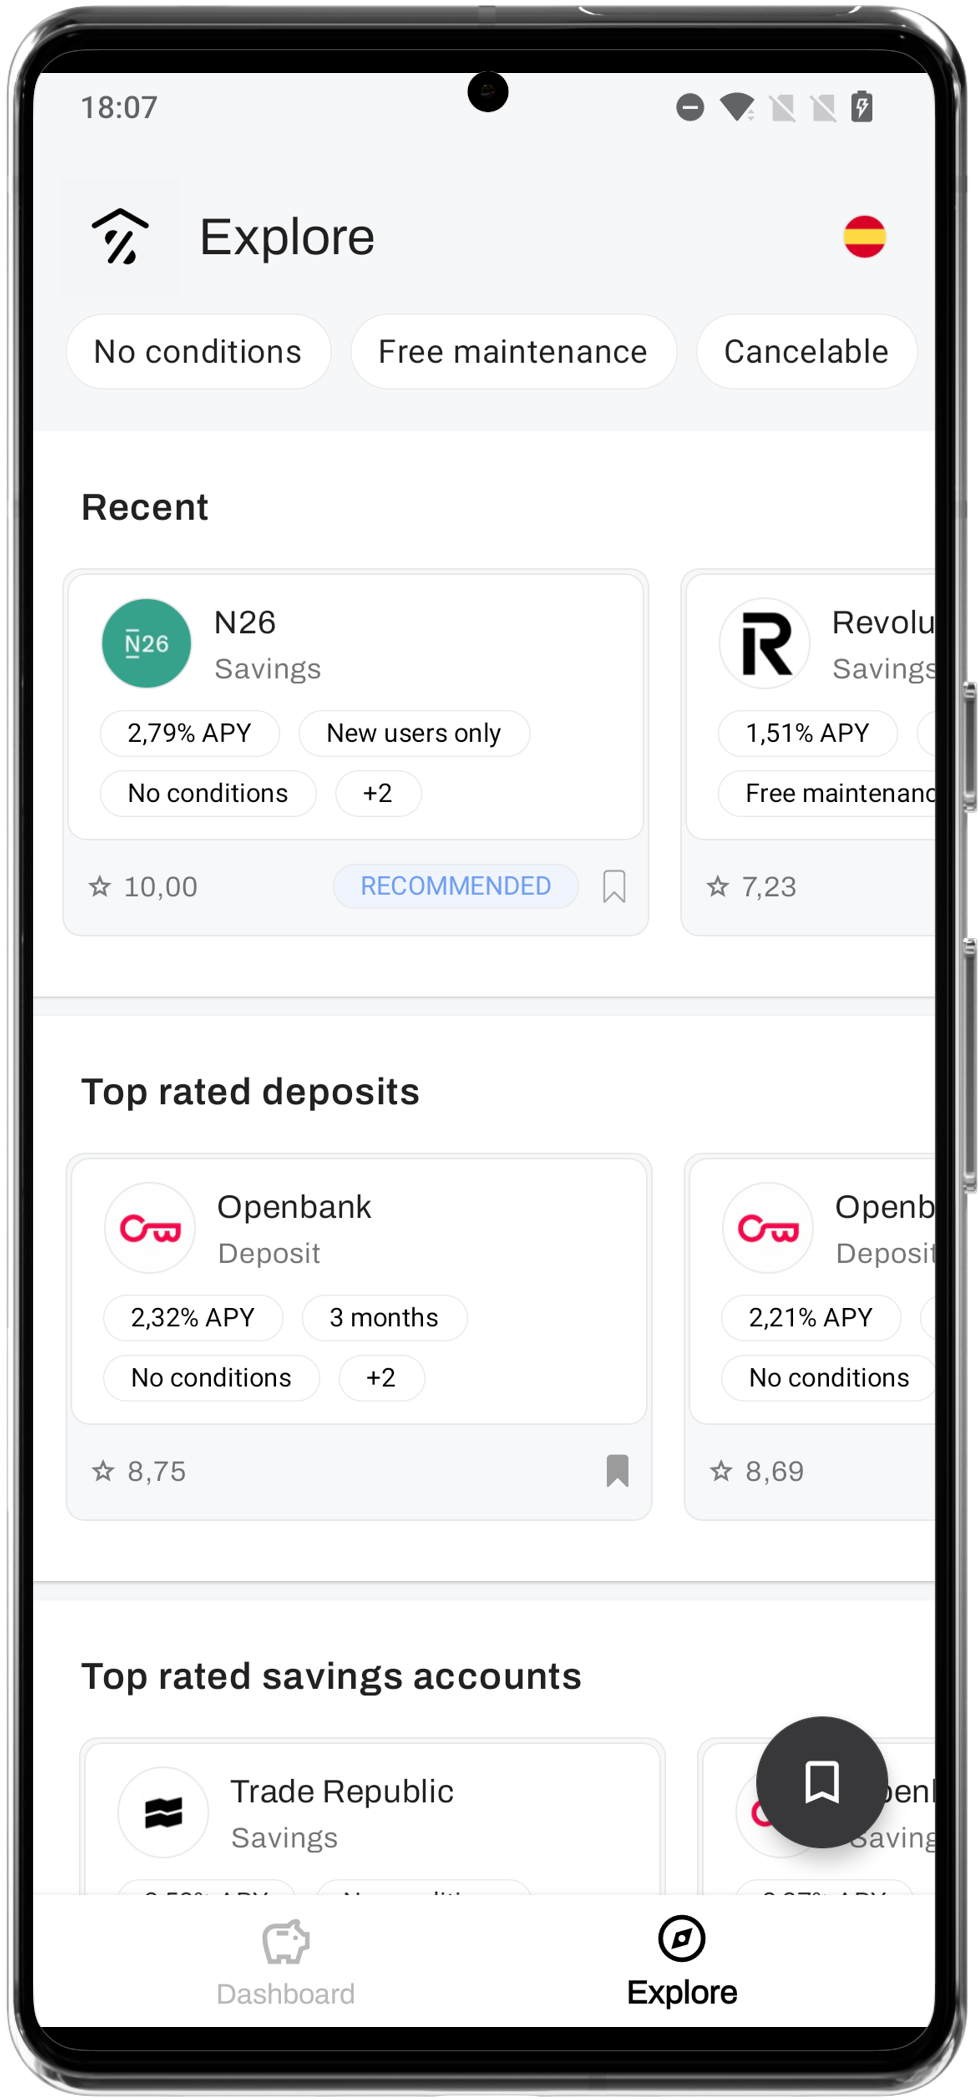 18:07
Explore
No conditions
Free maintenance
Cancelable
Recent
N26
N26
Savings
2,79% APY
New users only
No conditions
+2
10,00
RECOMMENDED
Revolu
Savings
1,51% APY
Free maintenanc
7,23
Top rated deposits
Openbank
Deposit
2,32% APY
3 months
No conditions
+2
8,75
Openb
Deposit
2,21% APY
No conditions
8,69
Top rated savings accounts
Trade Republic
Savings
Saving
Dashboard
Explore